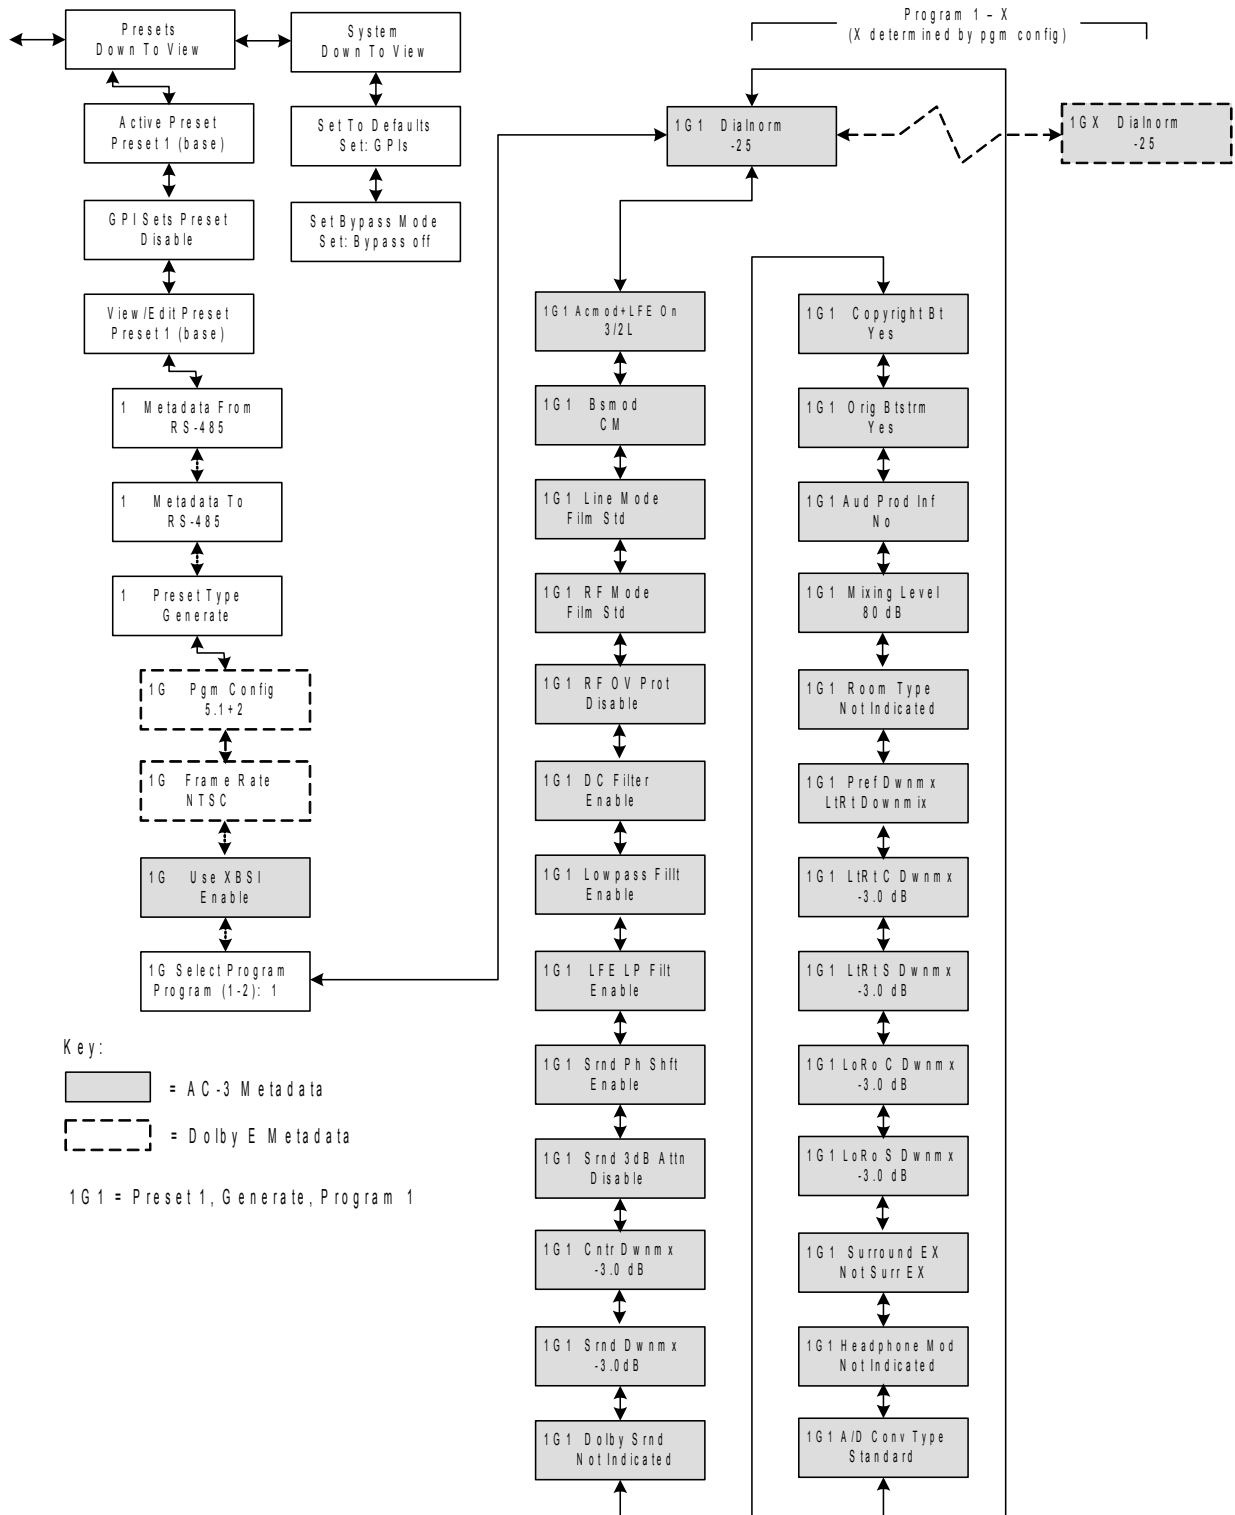 Presets
Down To View
System
Down To View
Program 1 – X
(X determined by pgm config)
Active Preset
Preset 1 (base)
Set To Defaults
Set: GPIs
GPI Sets Preset
Disable
Set Bypass Mode
Set: Bypass off
View/Edit Preset
Preset 1 (base)
1 Metadata From
RS-485
1 Metadata To
RS-485
1 Preset Type
Generate
1G Pgm Config
5.1+2
1G Frame Rate
NTSC
1G Use XBSI
Enable
1G Select Program
Program (1-2): 1
Key:
= AC-3 Metadata
= Dolby E Metadata
1G1 = Preset 1, Generate, Program 1
1G1 Dialnorm
-25
1GX Dialnorm
-25
1G1 Acmod+LFE On
3/2L
1G1 Bsmod
CM
1G1 Line Mode
Film Std
1G1 RF Mode
Film Std
1G1 RF OV Prot
Disable
1G1 DC Filter
Enable
1G1 Lowpass Fillt
Enable
1G1 LFE LP Filt
Enable
1G1 Srnd Ph Shft
Enable
1G1 Srnd 3dB Attn
Disable
1G1 Cntr Dwnmx
-3.0 dB
1G1 Srnd Dwnmx
-3.0dB
1G1 Dolby Srnd
Not Indicated
1G1 Copyright Bt
Yes
1G1 Orig Btstrm
Yes
1G1 Aud Prod Inf
No
1G1 Mixing Level
80 dB
1G1 Room Type
Not Indicated
1G1 Pref Dwnmx
LtRt Downmix
1G1 LtRt C Dwnmx
-3.0 dB
1G1 LtRt S Dwnmx
-3.0 dB
1G1 LoRo C Dwnmx
-3.0 dB
1G1 LoRo S Dwnmx
-3.0 dB
1G1 Surround EX
Not Surr EX
1G1 Headphone Mod
Not Indicated
1G1 A/D Conv Type
Standard